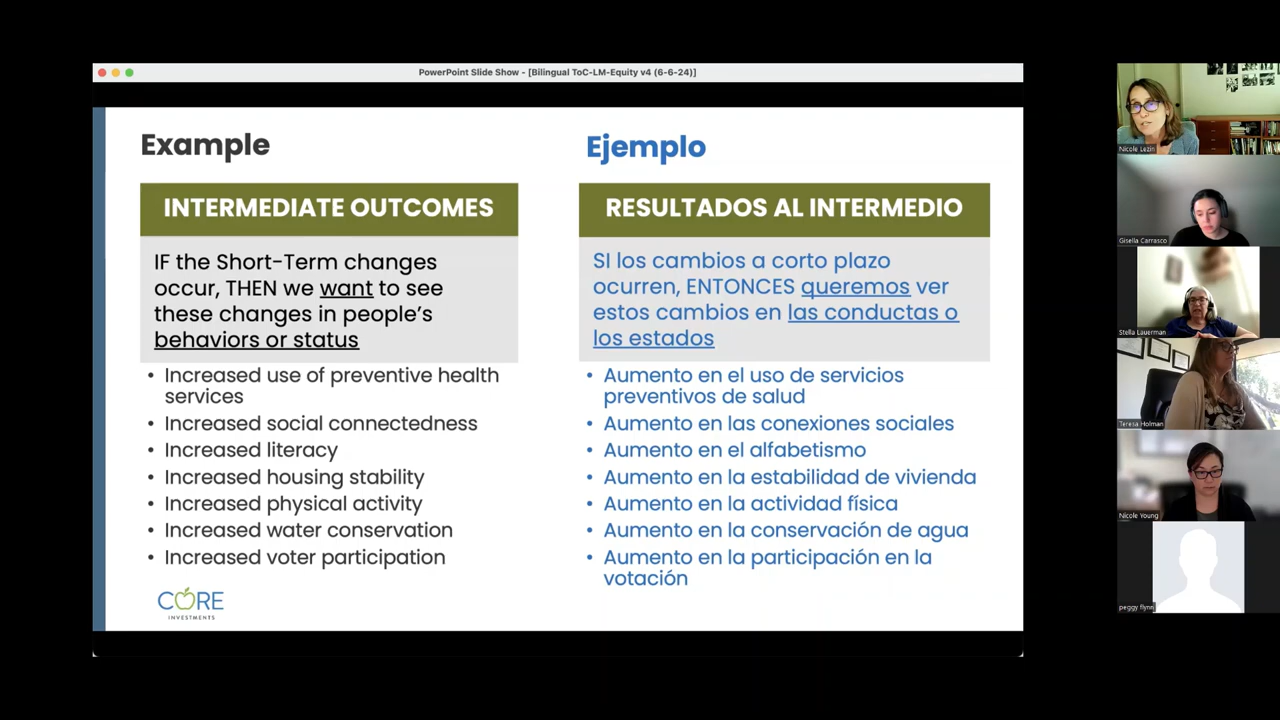 PowerPoint Slide Show - [Bilingual ToC-LM-Equity v4 (6-6-24)]
Example
INTERMEDIATE OUTCOMES
IF the Short-Term changes
occur, THEN we want to see
these changes in people's
behaviors or status
• Increased use of preventive health
services
• Increased social connectedness
• Increased literacy
• Increased housing stability
• Increased physical activity
• Increased water conservation
• Increased voter participation
CORE
INVESTMENTS
Ejemplo
RESULTADOS AL INTERMEDIO
SI los cambios a corto plazo
ocurren, ENTONCES queremos ver
estos cambios en las conductas o
los estados
• Aumento en el uso de servicios
preventivos de salud
• Aumento en las conexiones sociales
• Aumento en el alfabetismo
• Aumento en la estabilidad de vivienda
• Aumento en la actividad física
• Aumento en la conservación de agua
• Aumento en la participación en la
votación
Nicole Lezin
Gisella Carrasco
Stella Lauerman
Teresa Holman
Nicole Young
peggy flynn